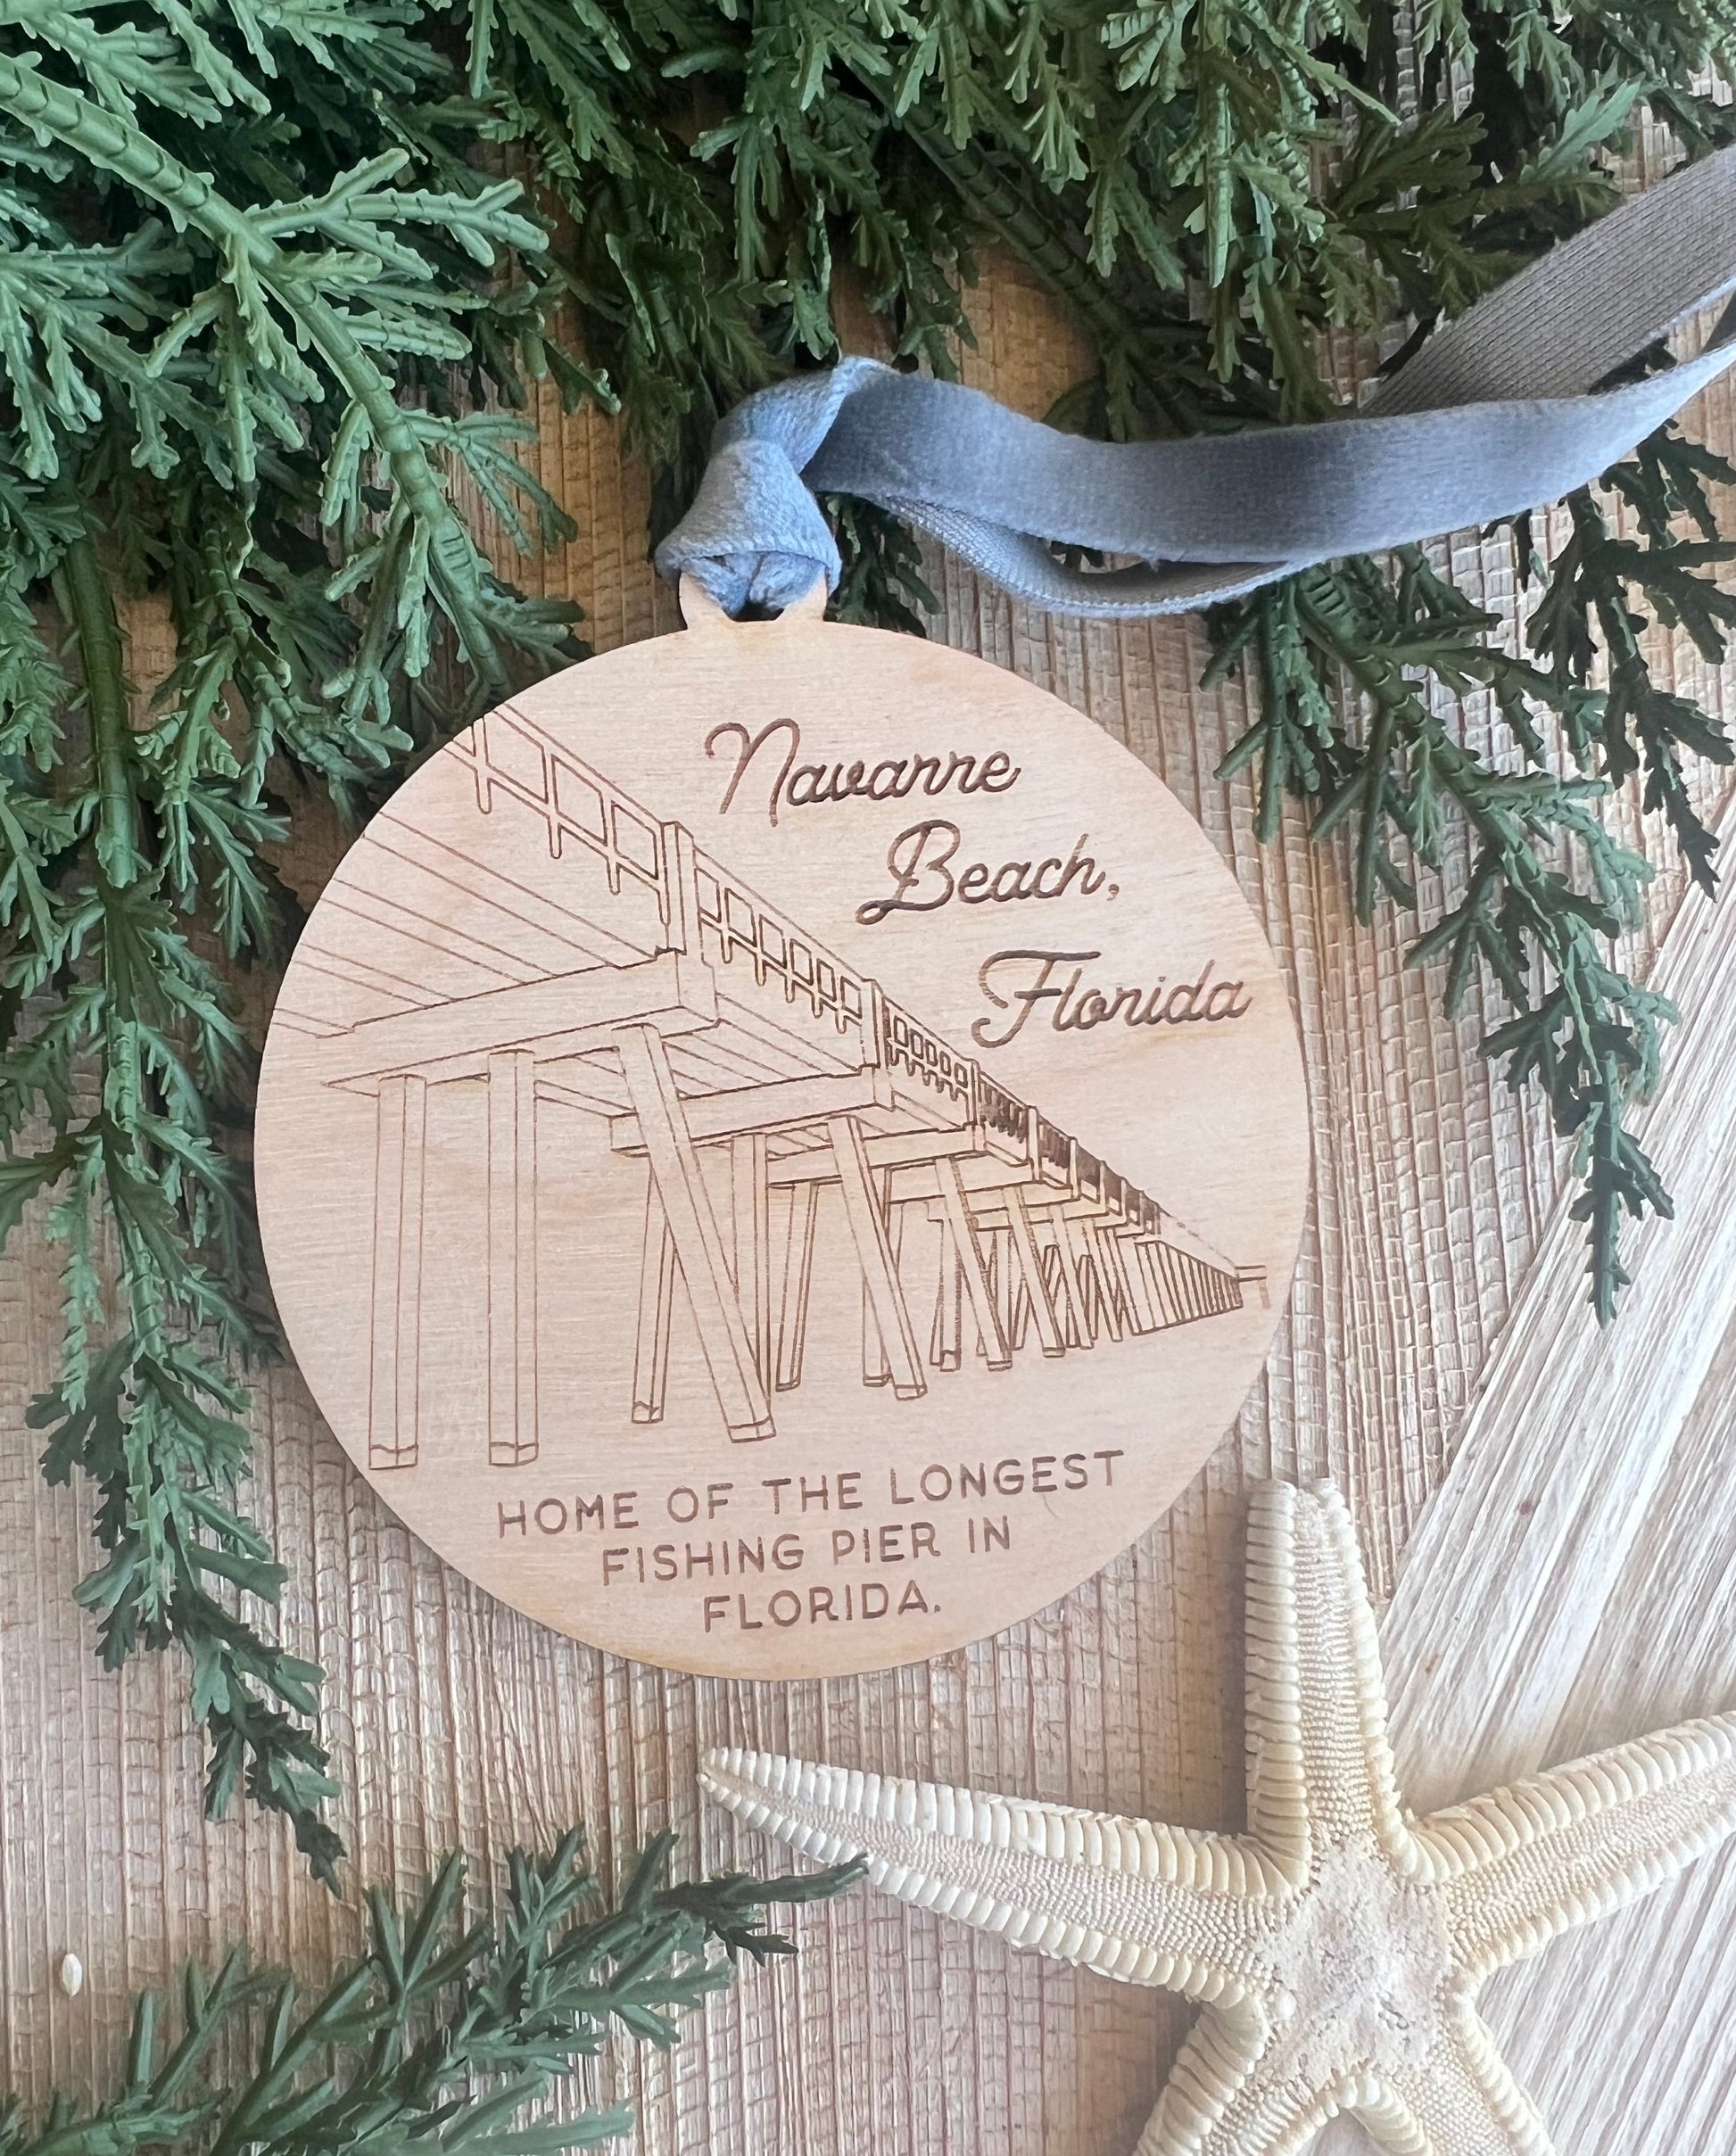 Navarre
Beach,
Florida
HOME OF THE LONGEST
FISHING PIER IN
FLORIDA.